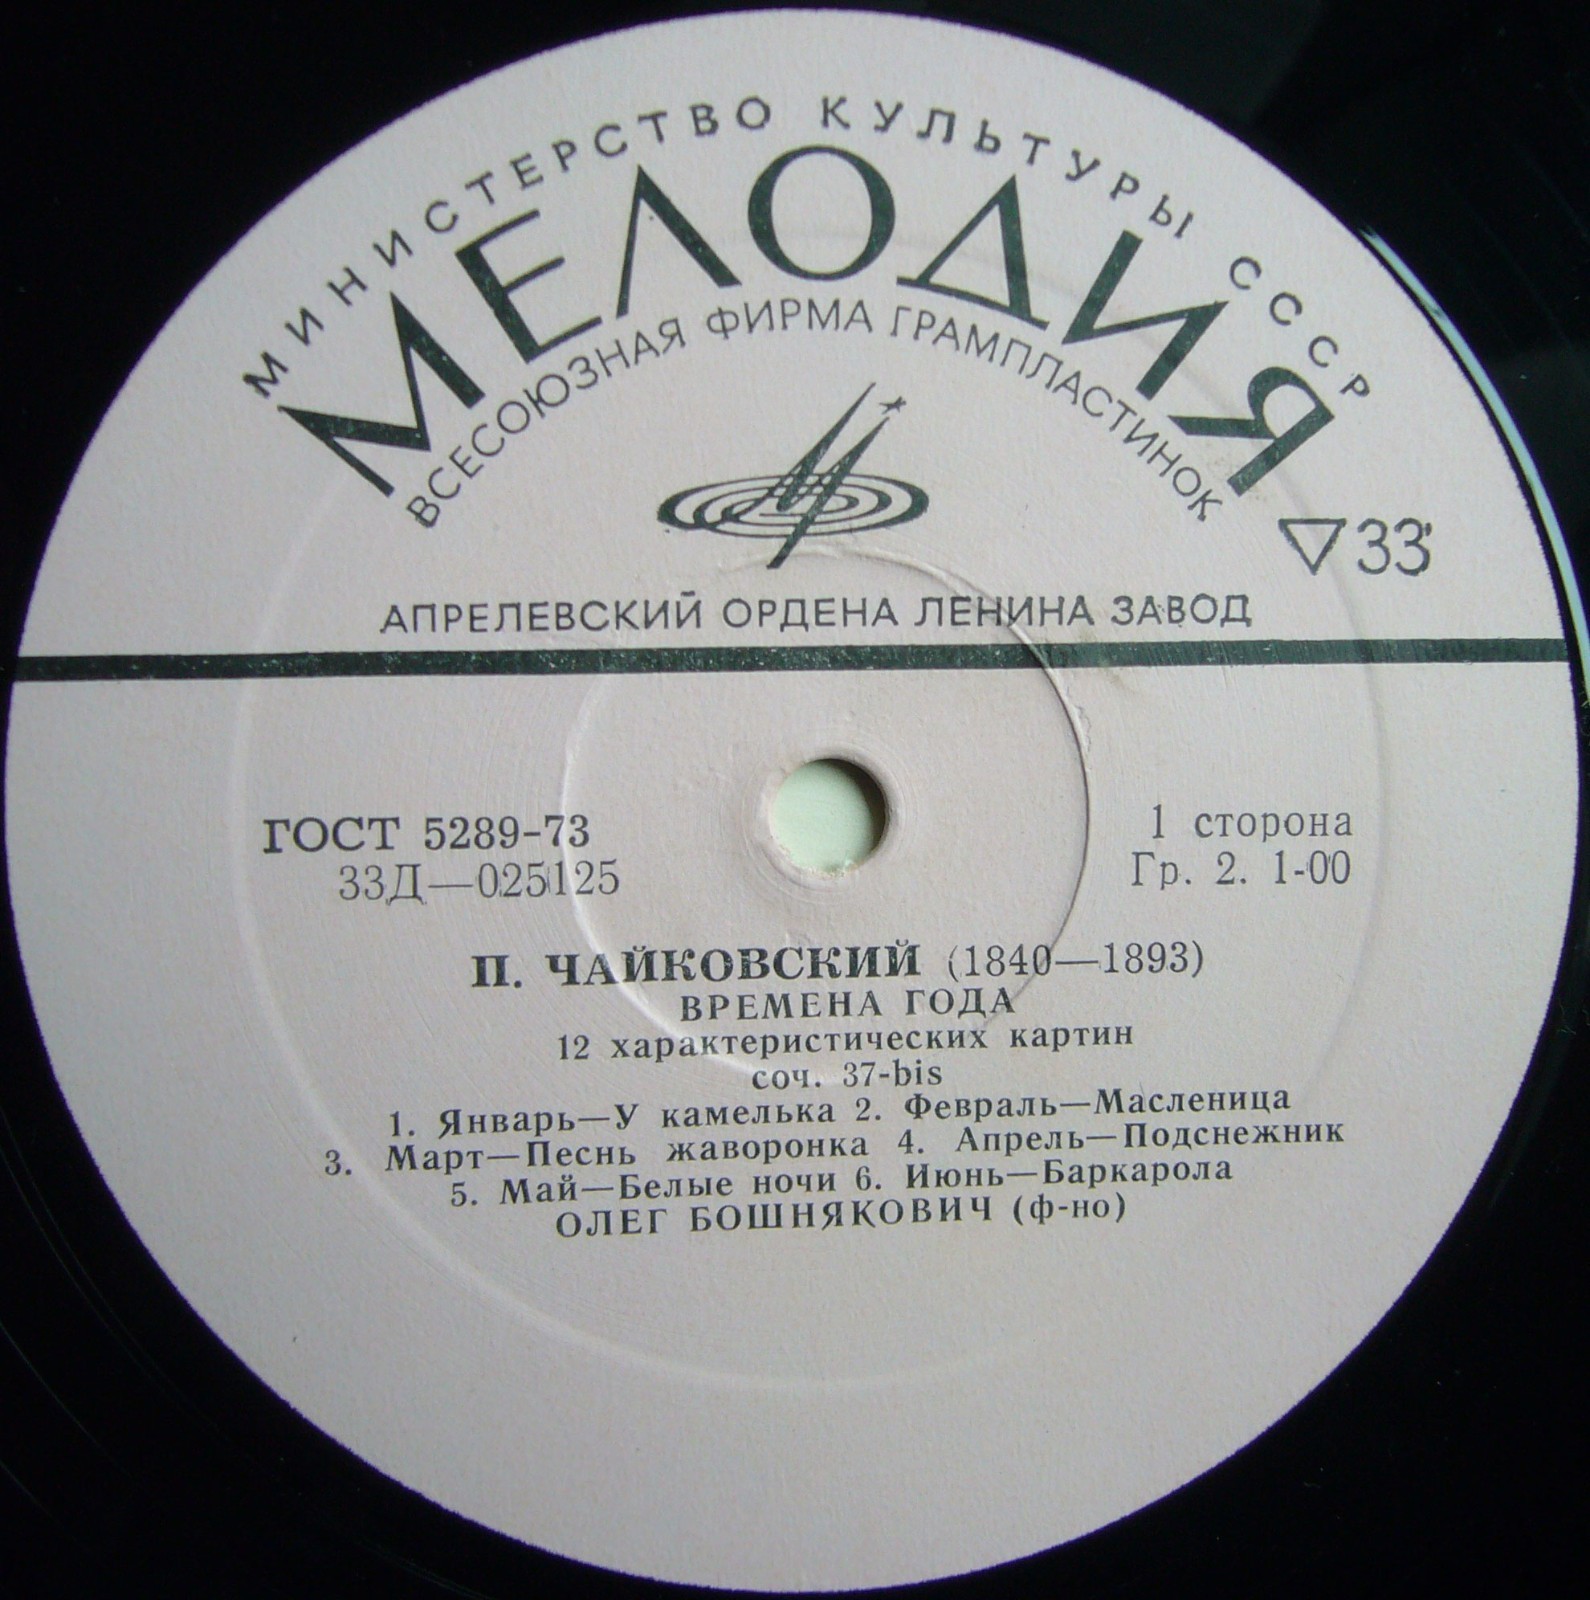 МИНИСТЕРСТВО КУЛЬТУРЫ СССР
МЕЛОДИЯ
ВСЕСОЮЗНАЯ ФИРМА ГРАМПЛАСТИНОК
▽33
АПРЕЛЕВСКИЙ ОРДЕНА ЛЕНИНА ЗАВОД
ГОСТ 5289-73
33Д—025125
1 сторона
Гр. 2. 1-00
П. ЧАЙКОВСКИЙ (1840—1893)
ВРЕМЕНА ГОДА
12 характеристических картин
соч. 37-bis
1. Январь—У камелька 2. Февраль—Масленица
3. Март—Песнь жаворонка 4. Апрель—Подснежник
5. Май—Белые ночи 6. Июнь—Баркарола
ОЛЕГ БОШНЯКОВИЧ (ф-но)